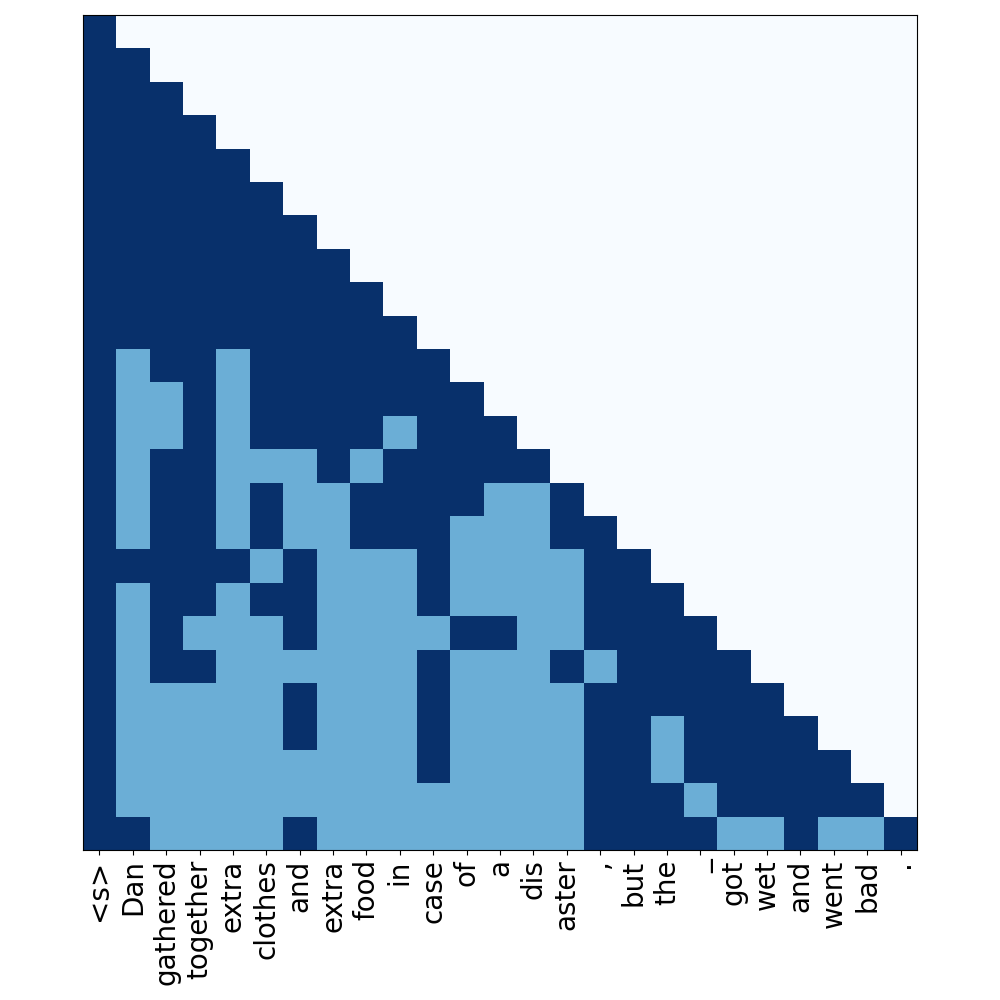 <s> Dan gathered together extra clothes and extra food in case of a dis aster , but the _ got wet and went bad .